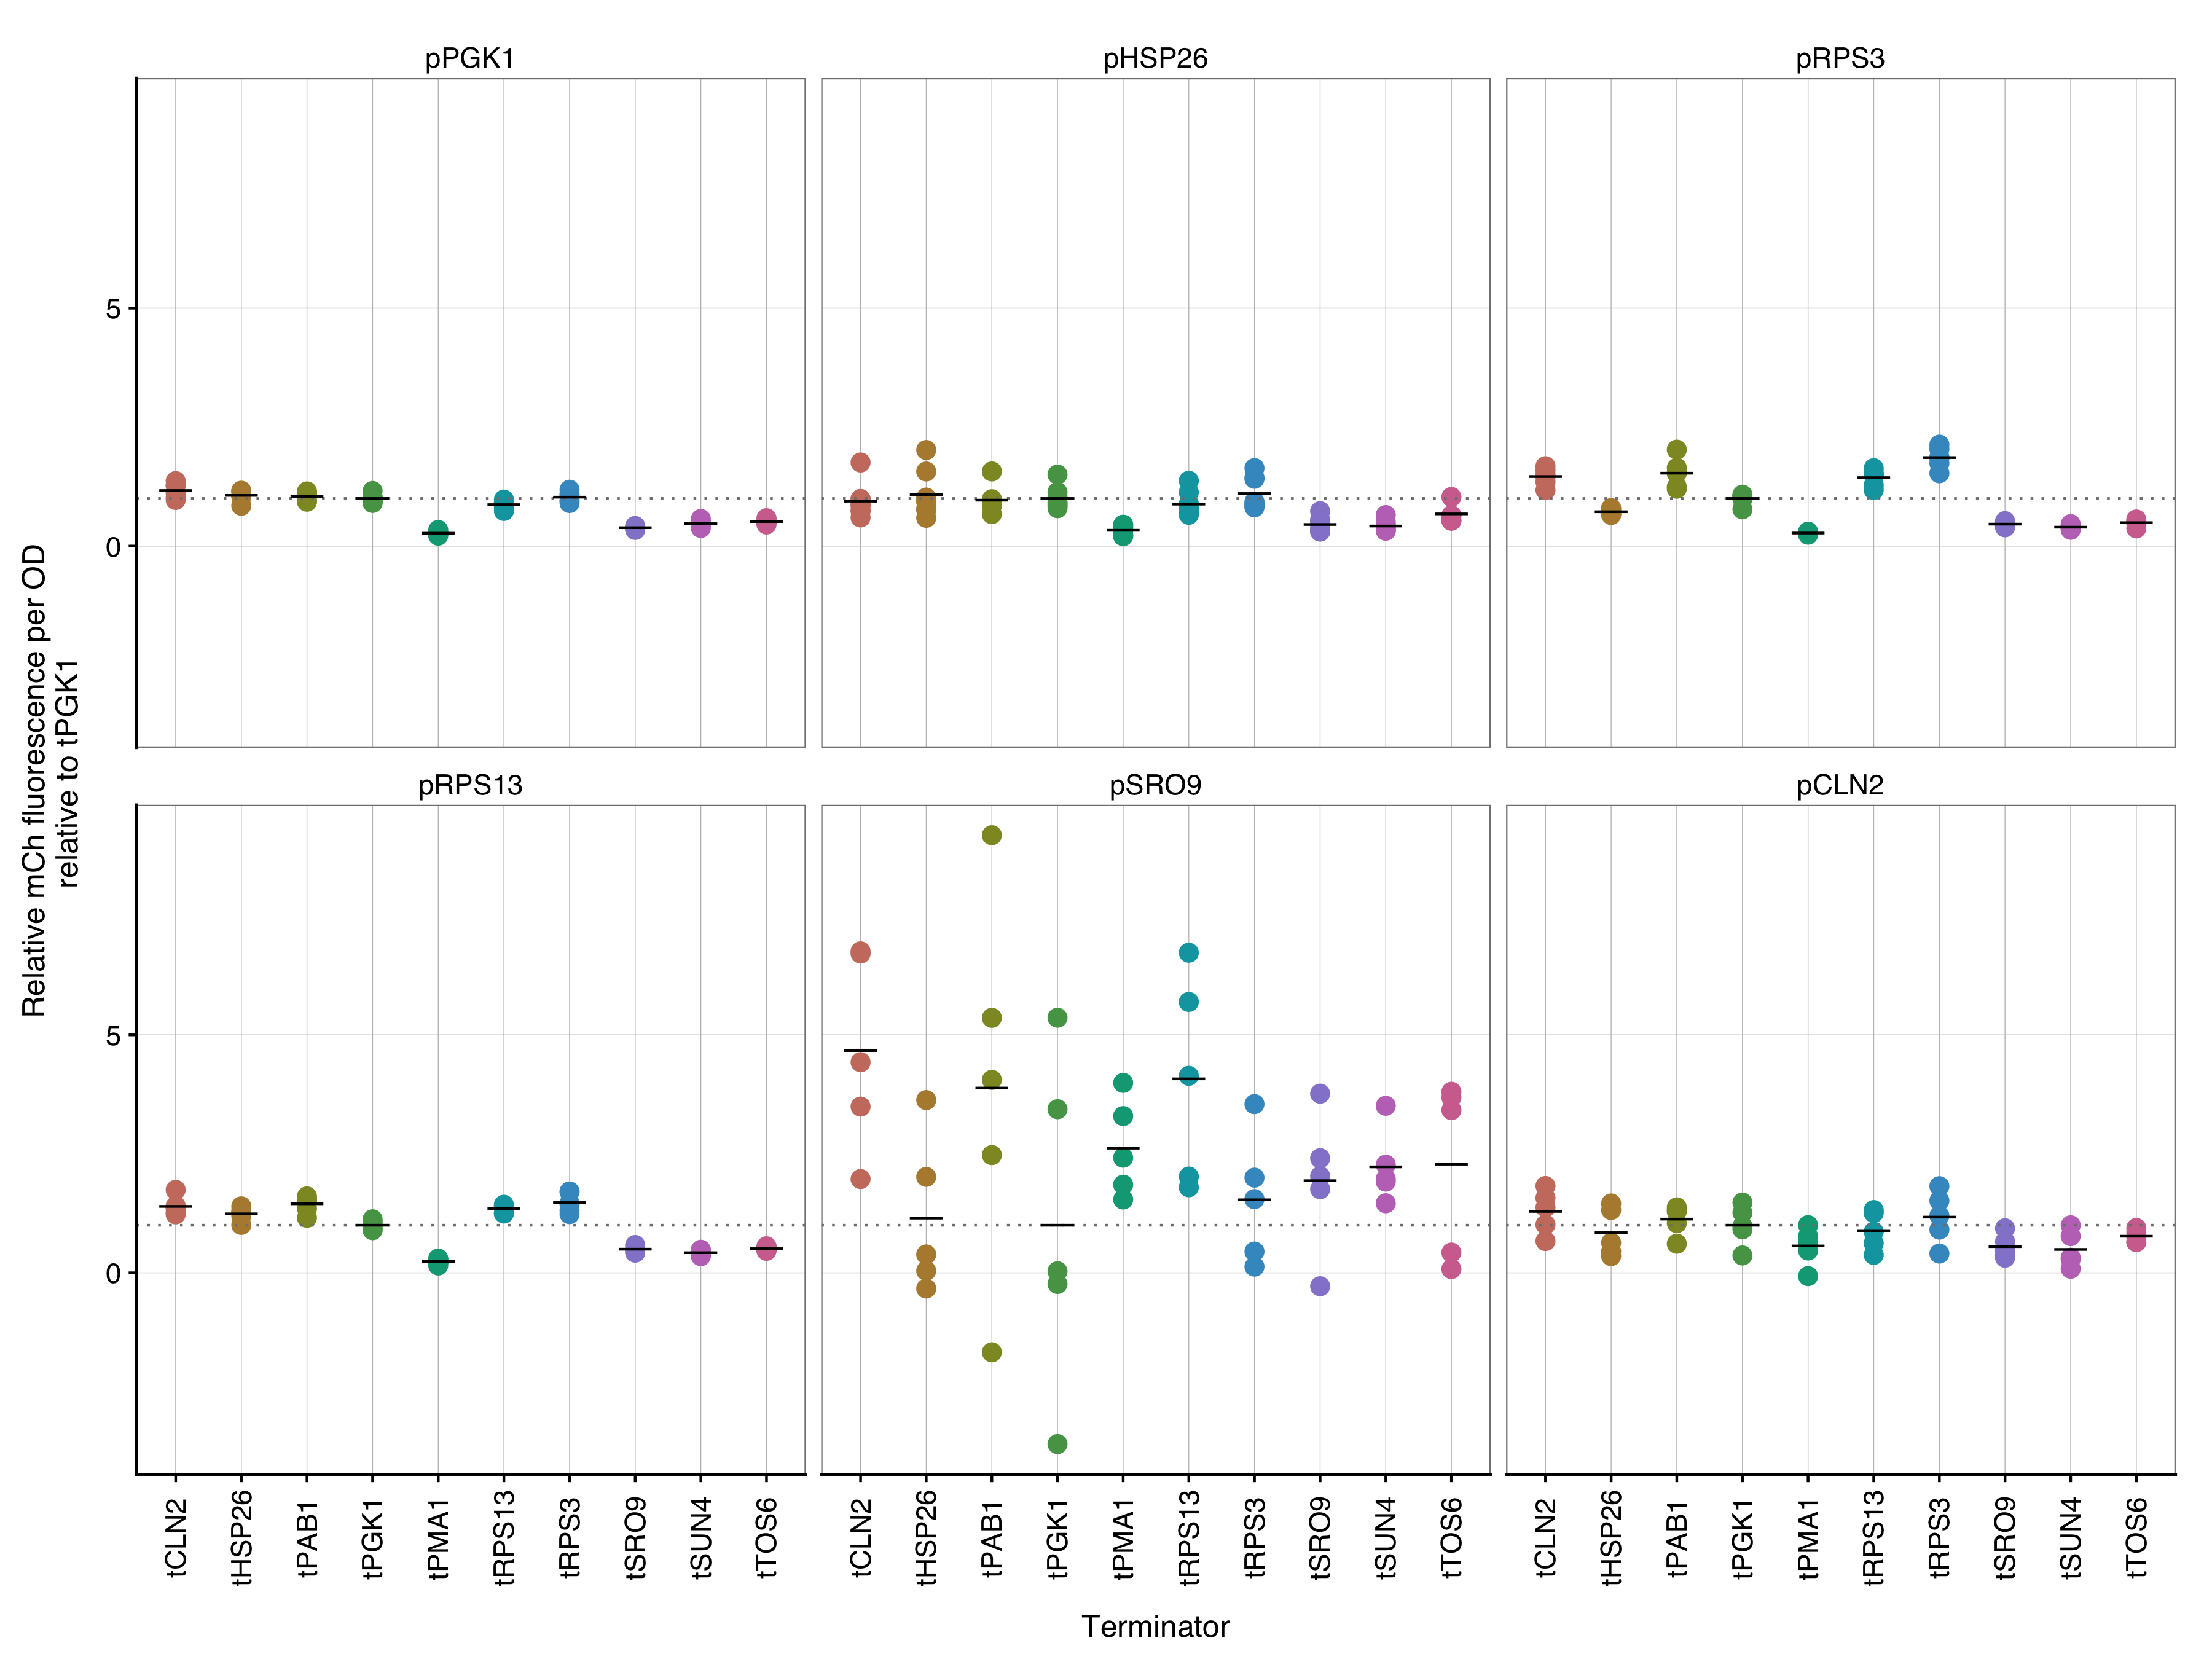 pPGK1
pHSP26
pRPS3
5
0
Relative mCh fluorescence per OD
relative to tPGK1
pRPS13
pSRO9
pCLN2
5
0
tCLN2
tHSP26
tPAB1
tPGK1
tPMA1
tRPS13
tRPS3
tSRO9
tSUN4
tTOS6
tCLN2
tHSP26
tPAB1
tPGK1
tPMA1
tRPS13
tRPS3
tSRO9
tSUN4
tTOS6
tCLN2
tHSP26
tPAB1
tPGK1
tPMA1
tRPS13
tRPS3
tSRO9
tSUN4
tTOS6
Terminator